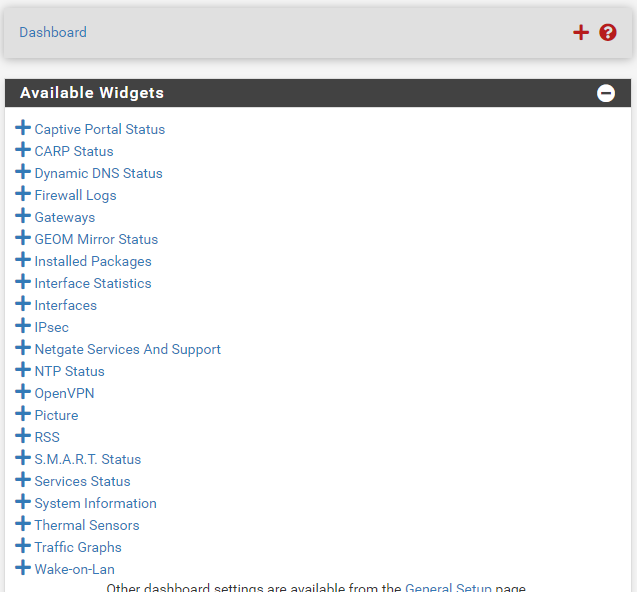 Dashboard
Available Widgets
Captive Portal Status
CARP Status
Dynamic DNS Status
Firewall Logs
Gateways
GEOM Mirror Status
Installed Packages
Interface Statistics
Interfaces
IPsec
Netgate Services And Support
NTP Status
OpenVPN
Picture
RSS
S.M.A.R.T. Status
Services Status
System Information
Thermal Sensors
Traffic Graphs
Wake-on-Lan
Other dashboard settings are available from the General Setup page.